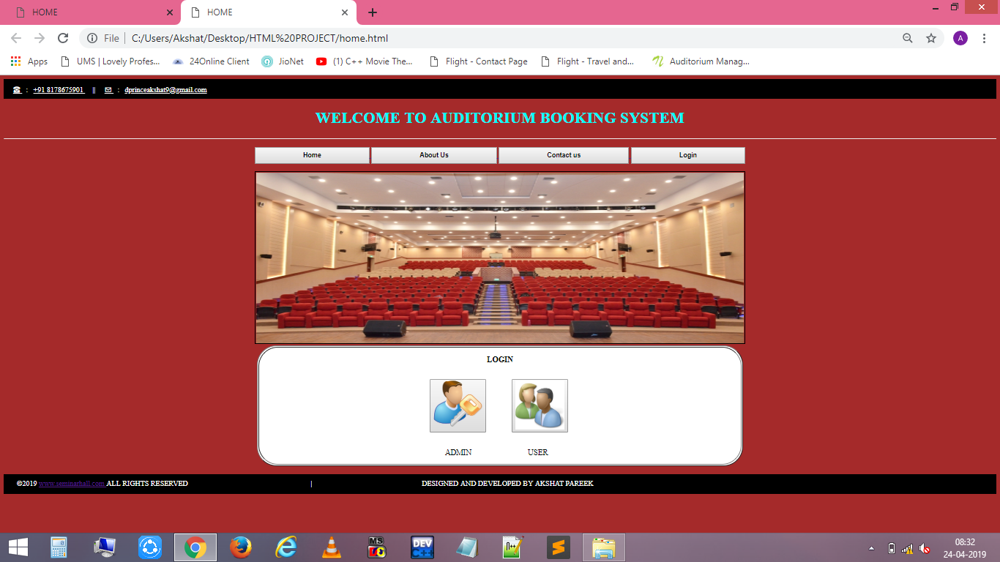 HOME
HOME
File C:/Users/Akshat/Desktop/HTML%20PROJECT/home.html A
Apps UMS | Lovely Profes... 24Online Client JioNet (1) C++ Movie The... Flight - Contact Page Flight - Travel and... Auditorium Manag...
☎ : +91 8178675901 || ✉ : dprinceakshat9@gmail.com
WELCOME TO AUDITORIUM BOOKING SYSTEM
Home About Us Contact us Login
LOGIN
ADMIN USER
©2019 www.seminarhall.com ALL RIGHTS RESERVED | DESIGNED AND DEVELOPED BY AKSHAT PAREEK
MS
DEV C++
n++
08:32
24-04-2019